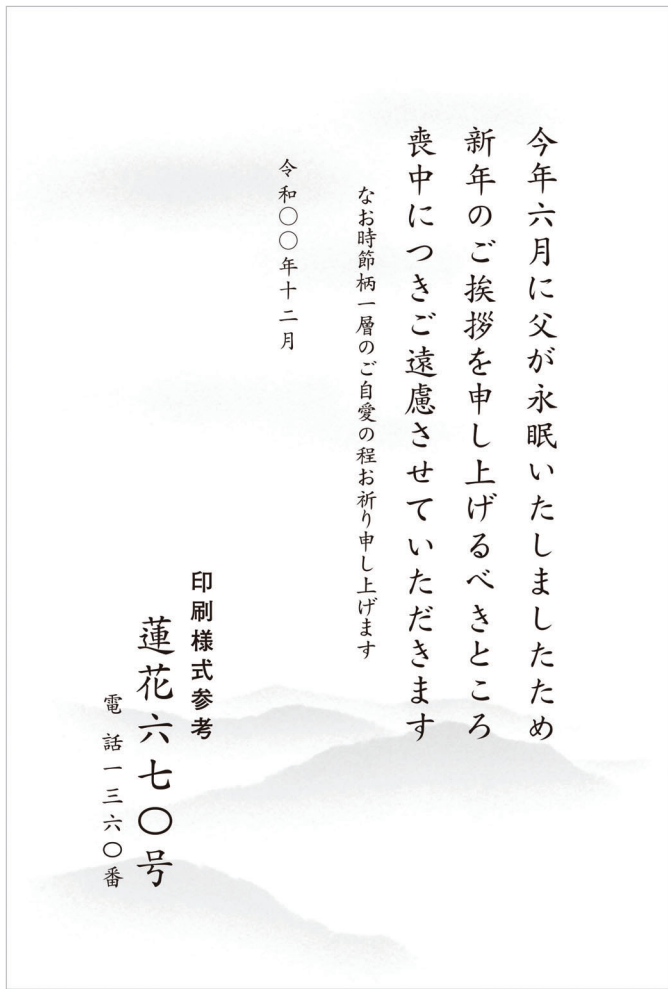 今年六月に父が永眠いたしましたため
新年のご挨拶を申し上げるべきところ
喪中につきご遠慮させていただきます
なお時節柄一層のご自愛の程お祈り申し上げます
令和〇〇年十二月
印刷様式参考
蓮花六七〇号
電話一三六〇番